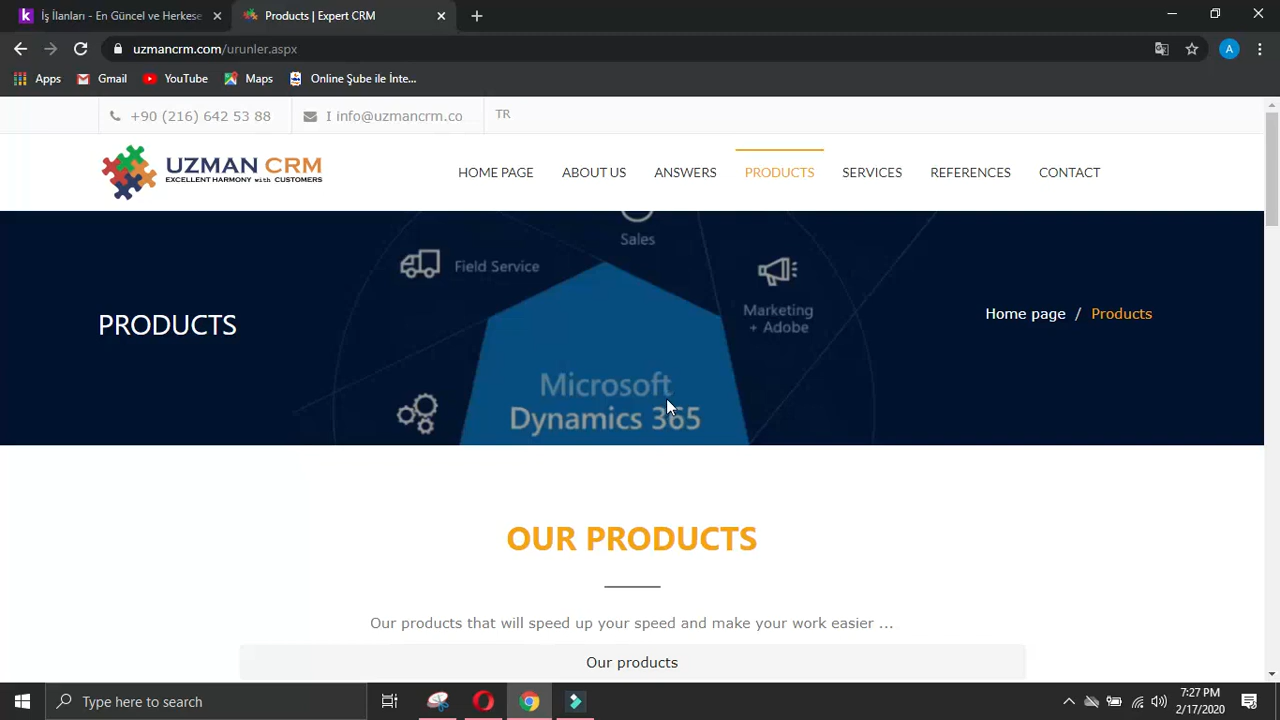 İş İlanları - En Güncel ve Herkese
Products | Expert CRM
uzmancrm.com/urunler.aspx
A
Apps
Gmail
YouTube
Maps
Online Şube ile İnte...
+90 (216) 642 53 88
I info@uzmancrm.co
TR
UZMAN CRM
EXCELLENT HARMONY with CUSTOMERS
HOME PAGE
ABOUT US
ANSWERS
PRODUCTS
SERVICES
REFERENCES
CONTACT
Sales
Field Service
Marketing
+ Adobe
PRODUCTS
Home page / Products
Microsoft
Dynamics 365
OUR PRODUCTS
Our products that will speed up your speed and make your work easier ...
Our products
Type here to search
7:27 PM
2/17/2020